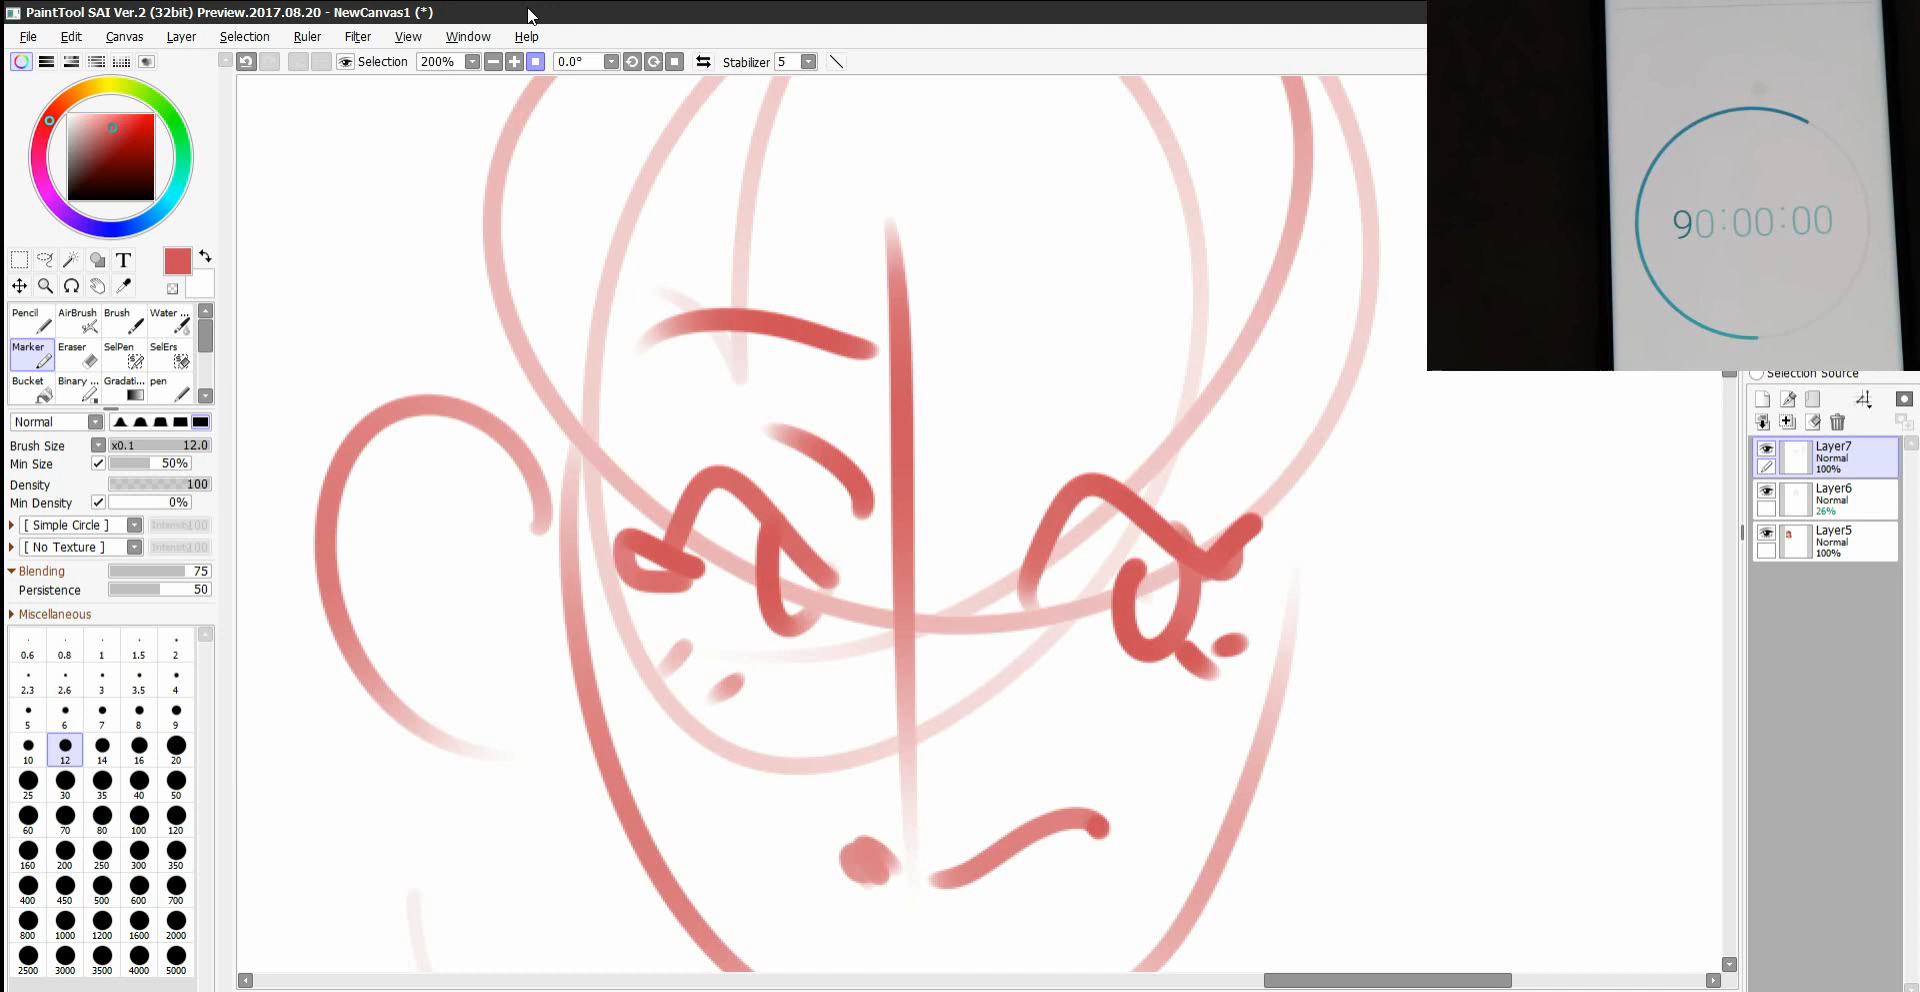 PaintTool SAI Ver.2 (32bit) Preview.2017.08.20 - NewCanvas1 (*)
File Edit Canvas Layer Selection Ruler Filter View Window Help
Selection 200% 0.0° Stabilizer 5
90:00:00
T
Pencil AirBrush Brush Water ...
Marker Eraser SelPen SelErs
Bucket Binary ... Gradati... pen
Normal
Brush Size x0.1 12.0
Min Size 50%
Density 100
Min Density 0%
[ Simple Circle ] Intensity 100
[ No Texture ] Intensity 100
Blending 75
Persistence 50
Miscellaneous
0.6 0.8 1 1.5 2
2.3 2.6 3 3.5 4
5 6 7 8 9
10 12 14 16 20
25 30 35 40 50
60 70 80 100 120
160 200 250 300 350
400 450 500 600 700
800 1000 1200 1600 2000
2500 3000 3500 4000 5000
Selection Source
Layer7
Normal
100%
Layer6
Normal
26%
Layer5
Normal
100%